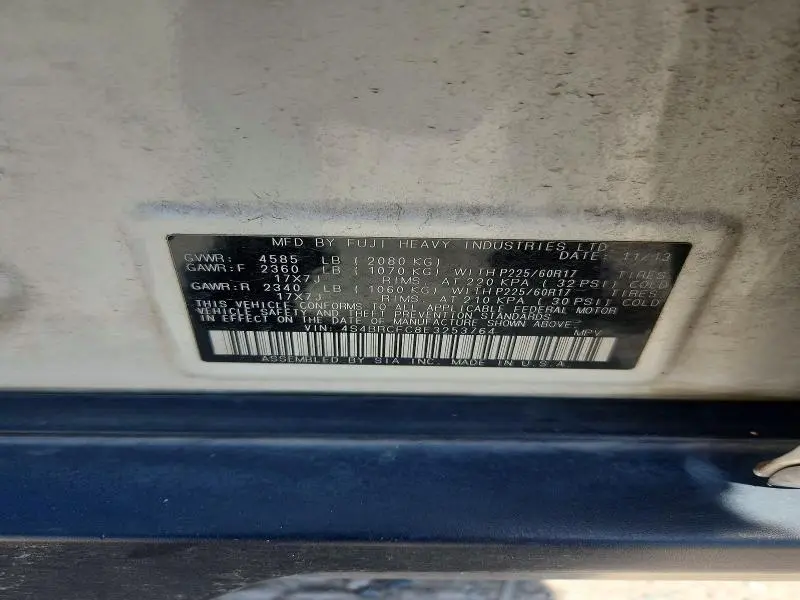 MFD BY FUJI HEAVY INDUSTRIES LTD.
GVWR: 4585 LB (2080 KG) DATE: 11/13
GAWR:F 2360 LB (1070 KG) WITH P225/60R17 TIRES
17X7J RIMS AT 220 KPA (32 PSI) COLD
GAWR:R 2340 LB (1060 KG) WITH P225/60R17 TIRES
17X7J RIMS AT 210 KPA (30 PSI) COLD
THIS VEHICLE CONFORMS TO ALL APPLICABLE FEDERAL MOTOR
VEHICLE SAFETY AND THEFT PREVENTION STANDARDS
IN EFFECT ON THE DATE OF MANUFACTURE SHOWN ABOVE.
VIN: 4S4BRCFC8E3253764 MPV
ASSEMBLED BY SIA INC. MADE IN U.S.A.